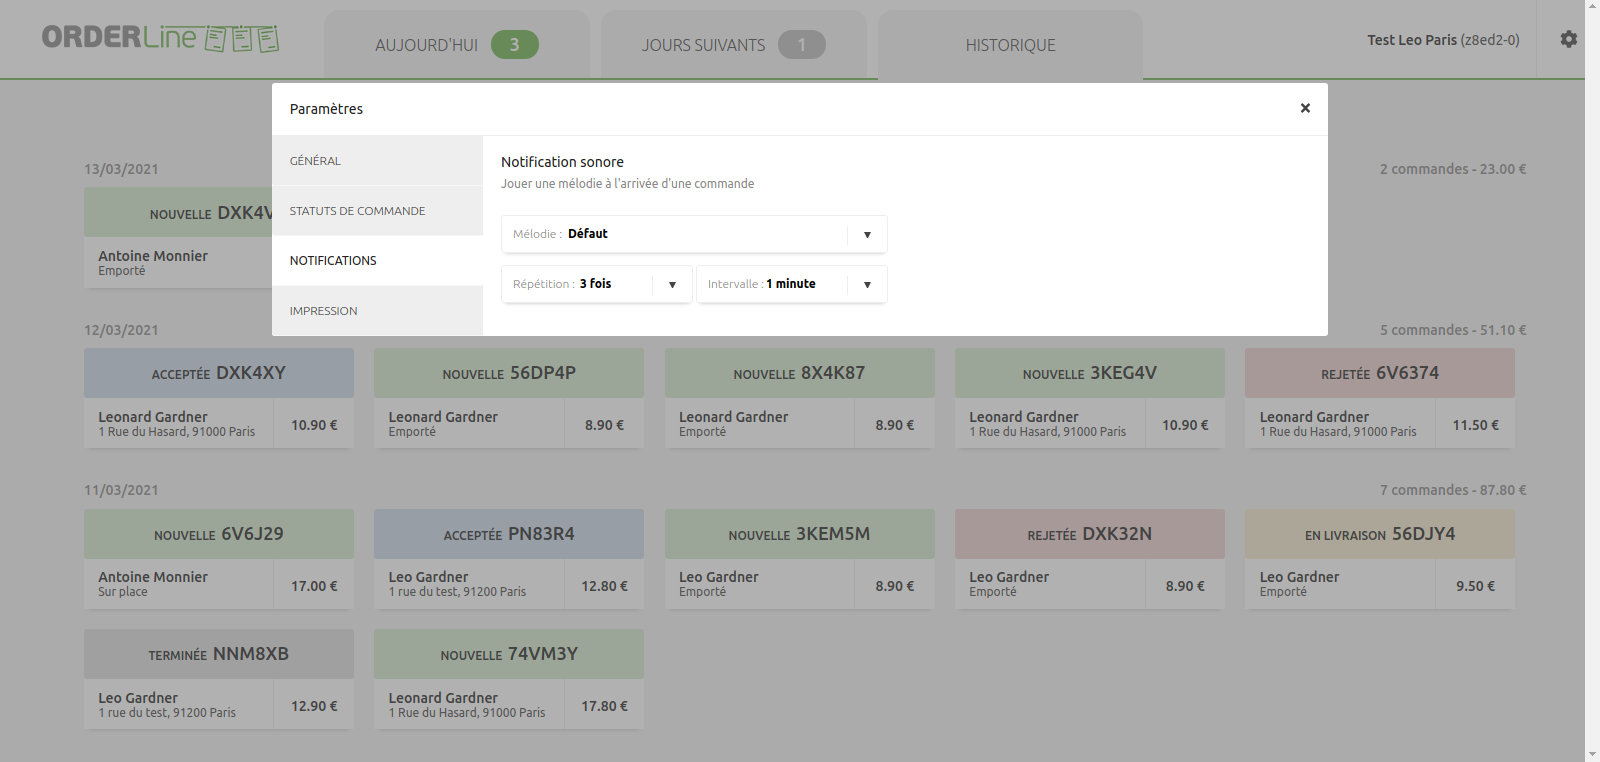 ORDERLine
AUJOURD'HUI 3
JOURS SUIVANTS 1
HISTORIQUE
Test Leo Paris (z8ed2-0)
Paramètres
GÉNÉRAL
STATUTS DE COMMANDE
NOTIFICATIONS
IMPRESSION
Notification sonore
Jouer une mélodie à l'arrivée d'une commande
Mélodie : Défaut
Répétition : 3 fois
Intervalle : 1 minute
13/03/2021
2 commandes - 23.00 €
NOUVELLE DXK4V
Antoine Monnier
Emporté
12/03/2021
5 commandes - 51.10 €
ACCEPTÉE DXK4XY
Leonard Gardner
1 Rue du Hasard, 91000 Paris
10.90 €
NOUVELLE 56DP4P
Leonard Gardner
Emporté
8.90 €
NOUVELLE 8X4K87
Leonard Gardner
Emporté
8.90 €
NOUVELLE 3KEG4V
Leonard Gardner
1 Rue du Hasard, 91000 Paris
10.90 €
REJETÉE 6V6374
Leonard Gardner
1 Rue du Hasard, 91000 Paris
11.50 €
11/03/2021
7 commandes - 87.80 €
NOUVELLE 6V6J29
Antoine Monnier
Sur place
17.00 €
ACCEPTÉE PN83R4
Leo Gardner
1 rue du test, 91200 Paris
12.80 €
NOUVELLE 3KEM5M
Leo Gardner
Emporté
8.90 €
REJETÉE DXK32N
Leo Gardner
Emporté
8.90 €
EN LIVRAISON 56DJY4
Leo Gardner
Emporté
9.50 €
TERMINÉE NNM8XB
Leo Gardner
1 rue du test, 91200 Paris
12.90 €
NOUVELLE 74VM3Y
Leonard Gardner
1 Rue du Hasard, 91000 Paris
17.80 €